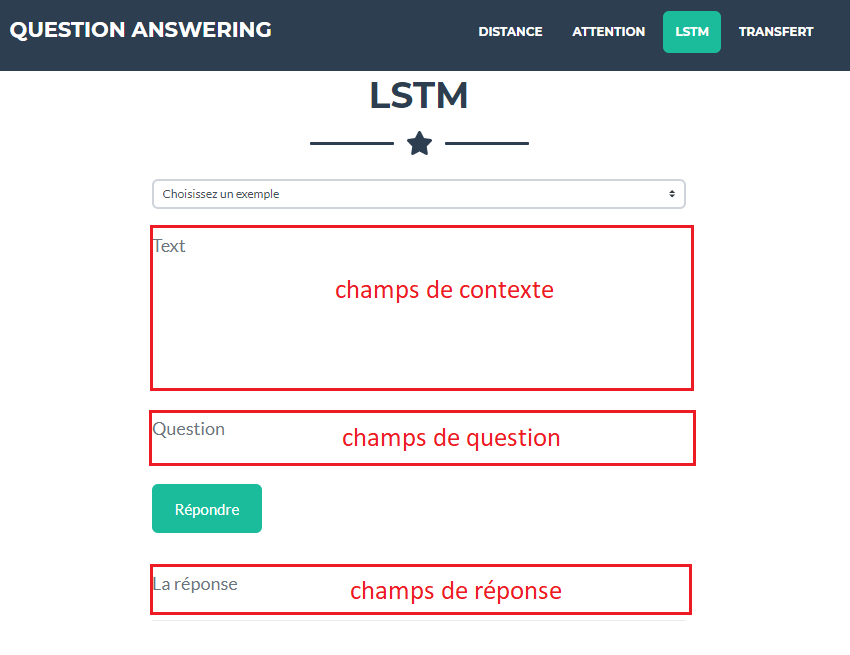 QUESTION ANSWERING DISTANCE ATTENTION LSTM TRANSFERT
LSTM
Choisissez un exemple
Text
champs de contexte
Question
champs de question
Répondre
La réponse
champs de réponse